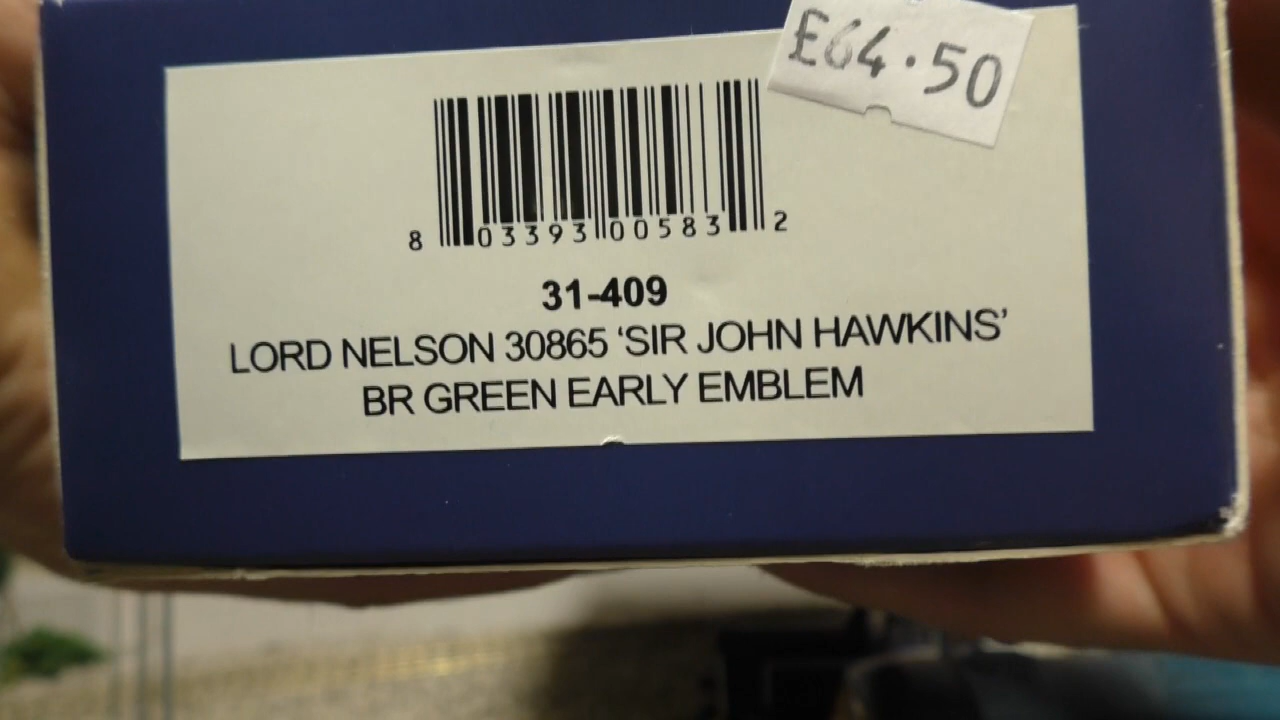 £64.50
8 03393 00583 2
31-409
LORD NELSON 30865 ‘SIR JOHN HAWKINS’
BR GREEN EARLY EMBLEM